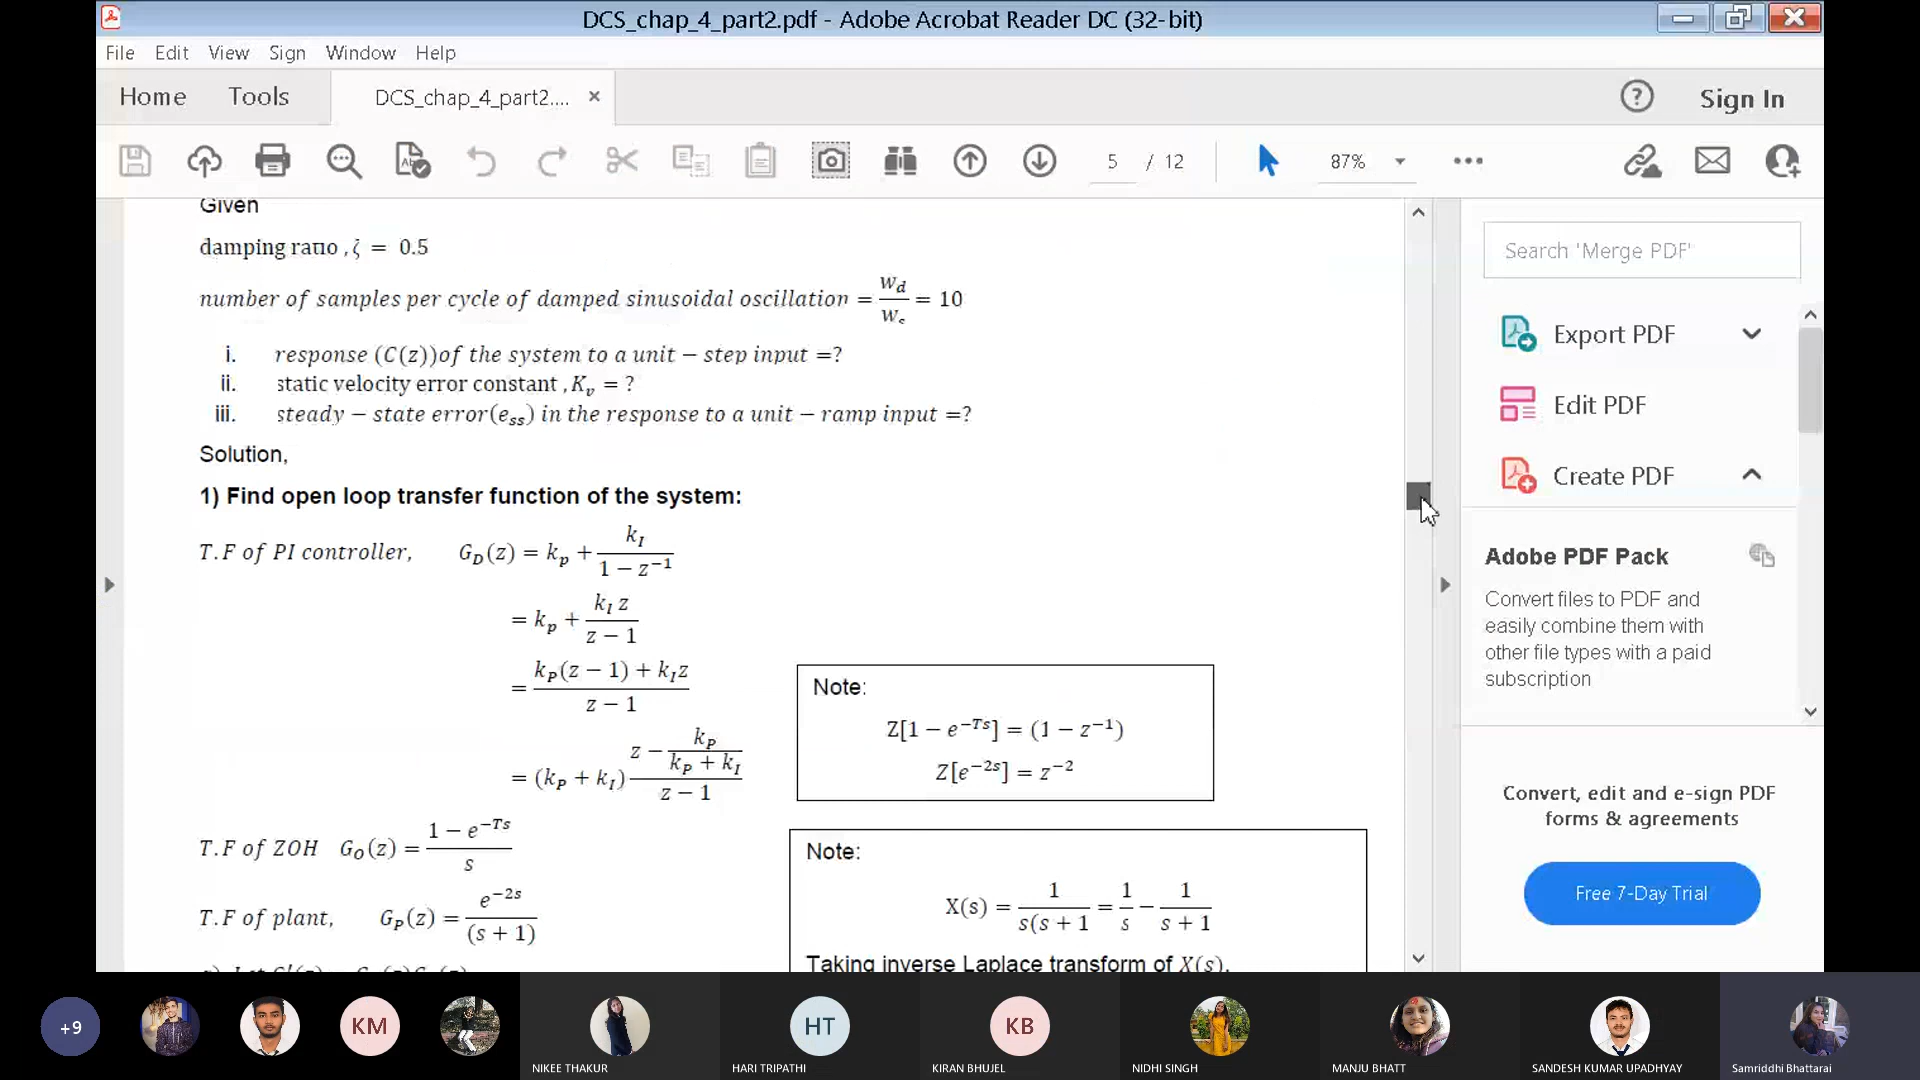 DCS_chap_4_part2.pdf - Adobe Acrobat Reader DC (32-bit)
File Edit View Sign Window Help
Home Tools DCS_chap_4_part2.... × Sign In
5 / 12 87%
Given
damping ratio , ζ = 0.5
number of samples per cycle of damped sinusoidal oscillation = w_d / w_s = 10
i. response (C(z))of the system to a unit − step input =?
ii. static velocity error constant , K_v = ?
iii. steady − state error(e_ss) in the response to a unit − ramp input =?
Solution,
1) Find open loop transfer function of the system:
T.F of PI controller, G_D(z) = k_p + k_I / 1 − z^−1
= k_p + k_I z / z − 1
= k_P(z − 1) + k_I z / z − 1
= (k_P + k_I) z − k_P / k_P + k_I / z − 1
Note:
Z[1 − e^−Ts] = (1 − z^−1)
Z[e^−2s] = z^−2
T.F of ZOH G_O(z) = 1 − e^−Ts / s
T.F of plant, G_P(z) = e^−2s / (s + 1)
Note:
X(s) = 1 / s(s + 1 = 1 / s − 1 / s + 1
Taking inverse Laplace transform of X(s),
Search 'Merge PDF'
Export PDF
Edit PDF
Create PDF
Adobe PDF Pack
Convert files to PDF and
easily combine them with
other file types with a paid
subscription
Convert, edit and e-sign PDF
forms & agreements
Free 7-Day Trial
+9 KM HT KB
NIKEE THAKUR HARI TRIPATHI KIRAN BHUJEL NIDHI SINGH MANJU BHATT SANDESH KUMAR UPADHYAY Samriddhi Bhattarai